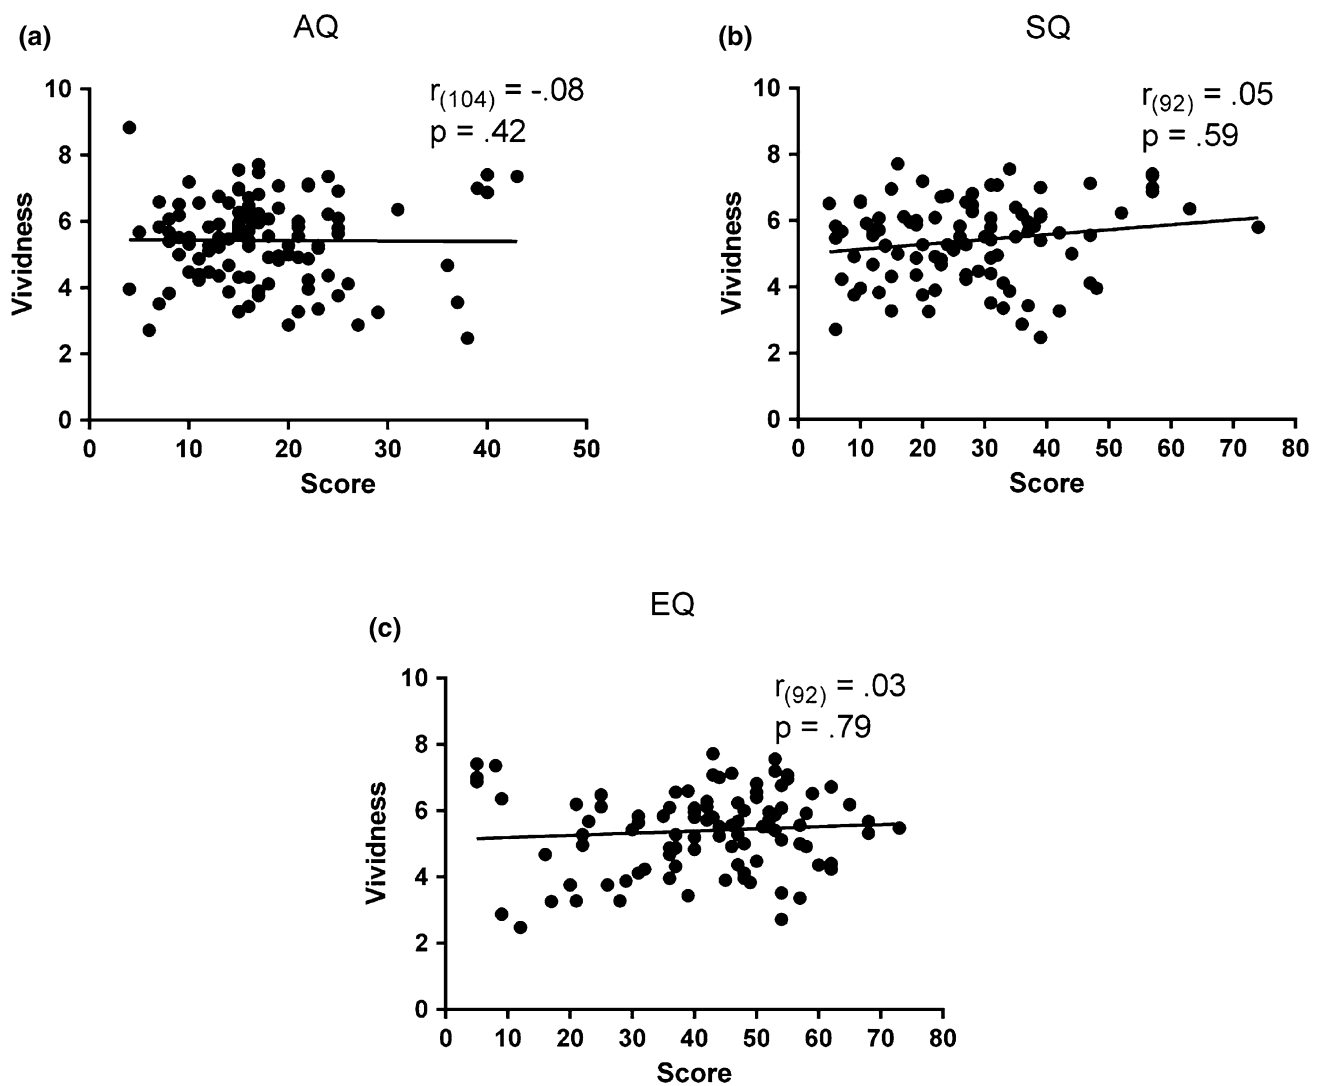 (a)
AQ
r(104) = -.08
p = .42
10
8
6
4
2
0
Vividness
0 10 20 30 40 50
Score
(b)
SQ
r(92) = .05
p = .59
10
8
6
4
2
0
Vividness
0 10 20 30 40 50 60 70 80
Score
(c)
EQ
r(92) = .03
p = .79
10
8
6
4
2
0
Vividness
0 10 20 30 40 50 60 70 80
Score